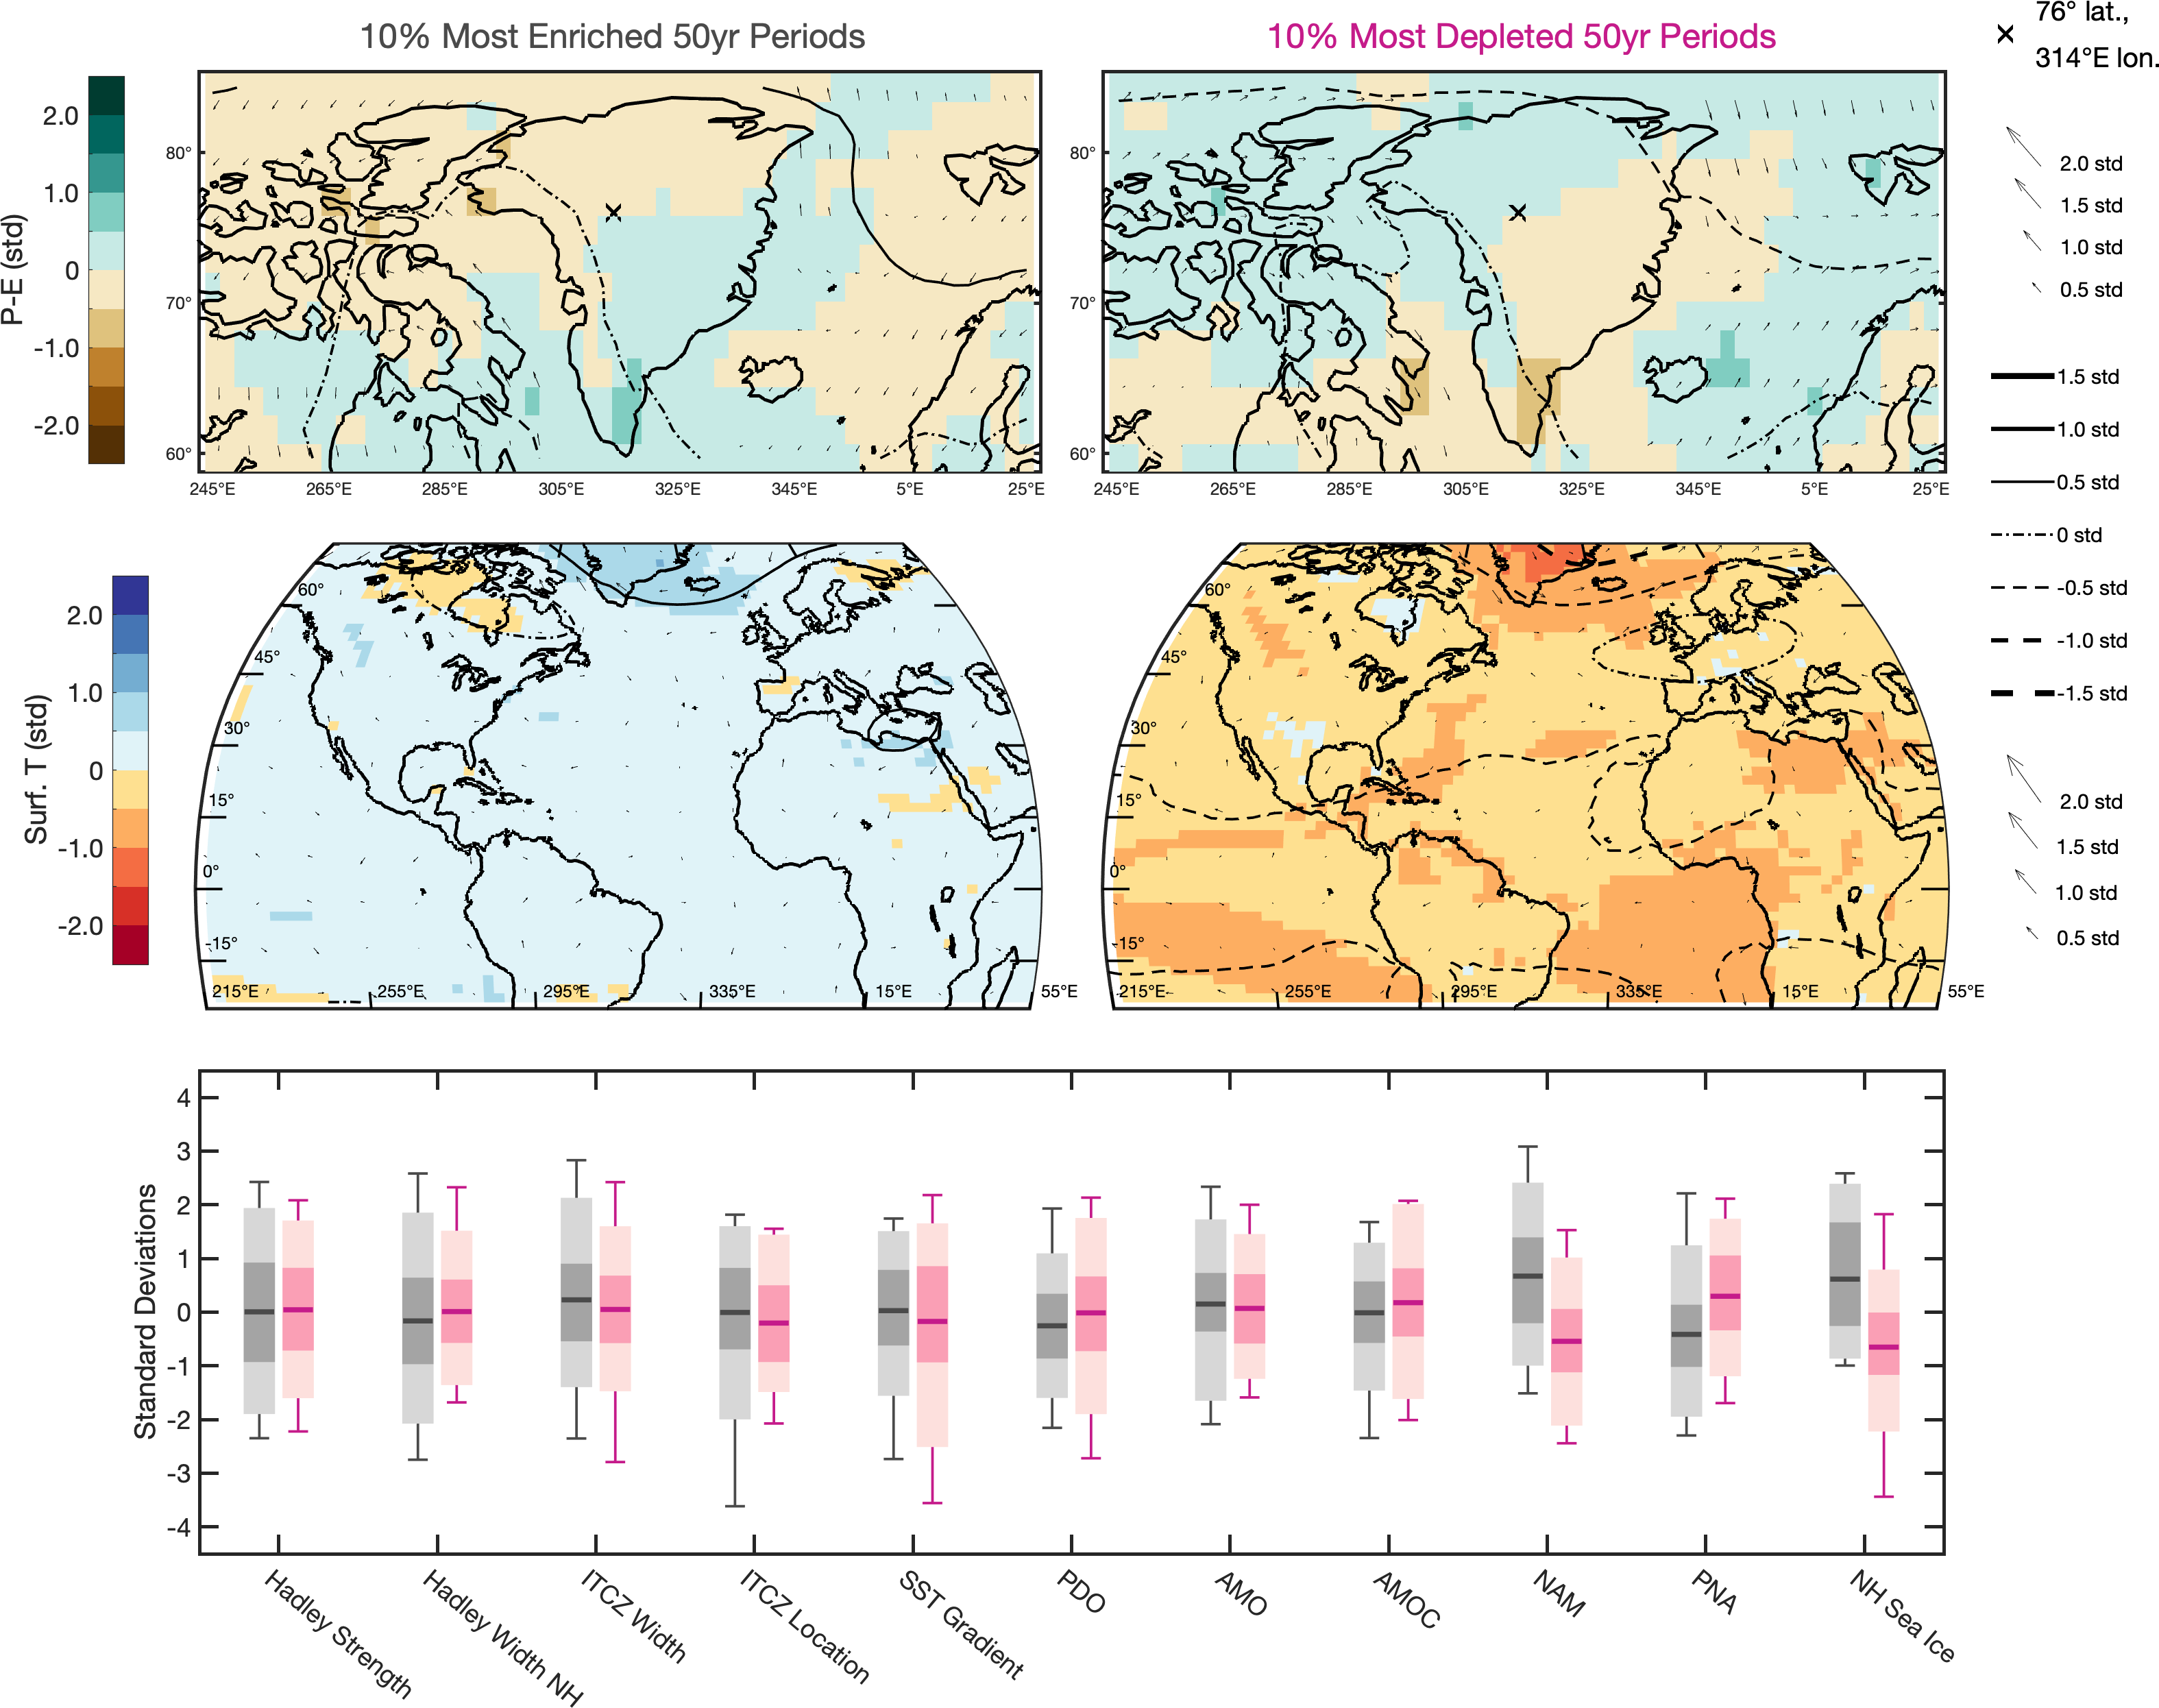 10% Most Enriched 50yr Periods
10% Most Depleted 50yr Periods
76° lat.,
314°E lon.
P-E (std)
2.0
1.0
0
-1.0
-2.0
80°
70°
60°
245°E 265°E 285°E 305°E 325°E 345°E 5°E 25°E
80°
70°
60°
245°E 265°E 285°E 305°E 325°E 345°E 5°E 25°E
2.0 std
1.5 std
1.0 std
0.5 std
1.5 std
1.0 std
0.5 std
0 std
-0.5 std
-1.0 std
-1.5 std
Surf. T (std)
2.0
1.0
0
-1.0
-2.0
60°
45°
30°
15°
0°
-15°
215°E 255°E 295°E 335°E 15°E 55°E
60°
45°
30°
15°
0°
-15°
215°E 255°E 295°E 335°E 15°E 55°E
2.0 std
1.5 std
1.0 std
0.5 std
Standard Deviations
4
3
2
1
0
-1
-2
-3
-4
Hadley Strength
Hadley Width NH
ITCZ Width
ITCZ Location
SST Gradient
PDO
AMO
AMOC
NAM
PNA
NH Sea Ice